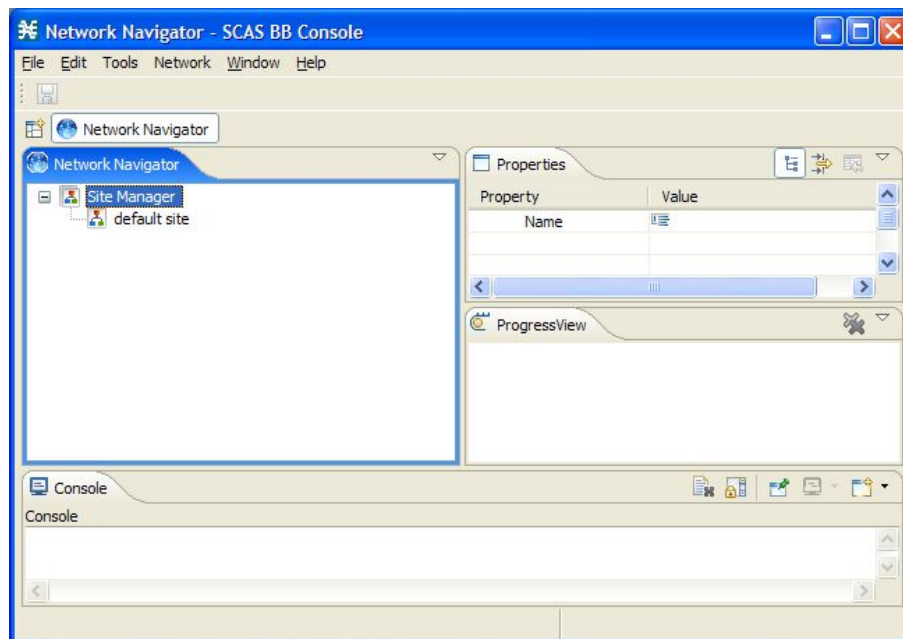 Network Navigator - SCAS BB Console
File Edit Tools Network Window Help
Network Navigator
Network Navigator
Site Manager
default site
Properties
Property Value
Name
ProgressView
Console
Console